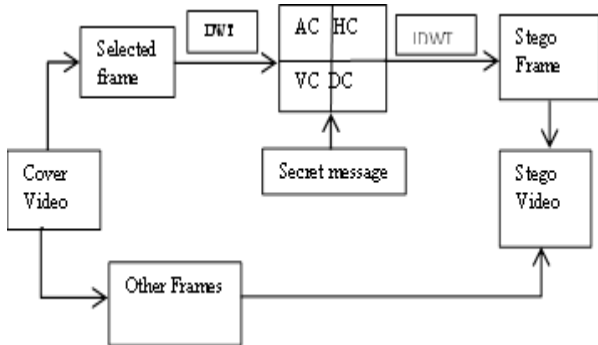 Selected
frame
DWT
AC HC
VC DC
IDWT
Stego
Frame
Cover
Video
Secret message
Stego
Video
Other Frames